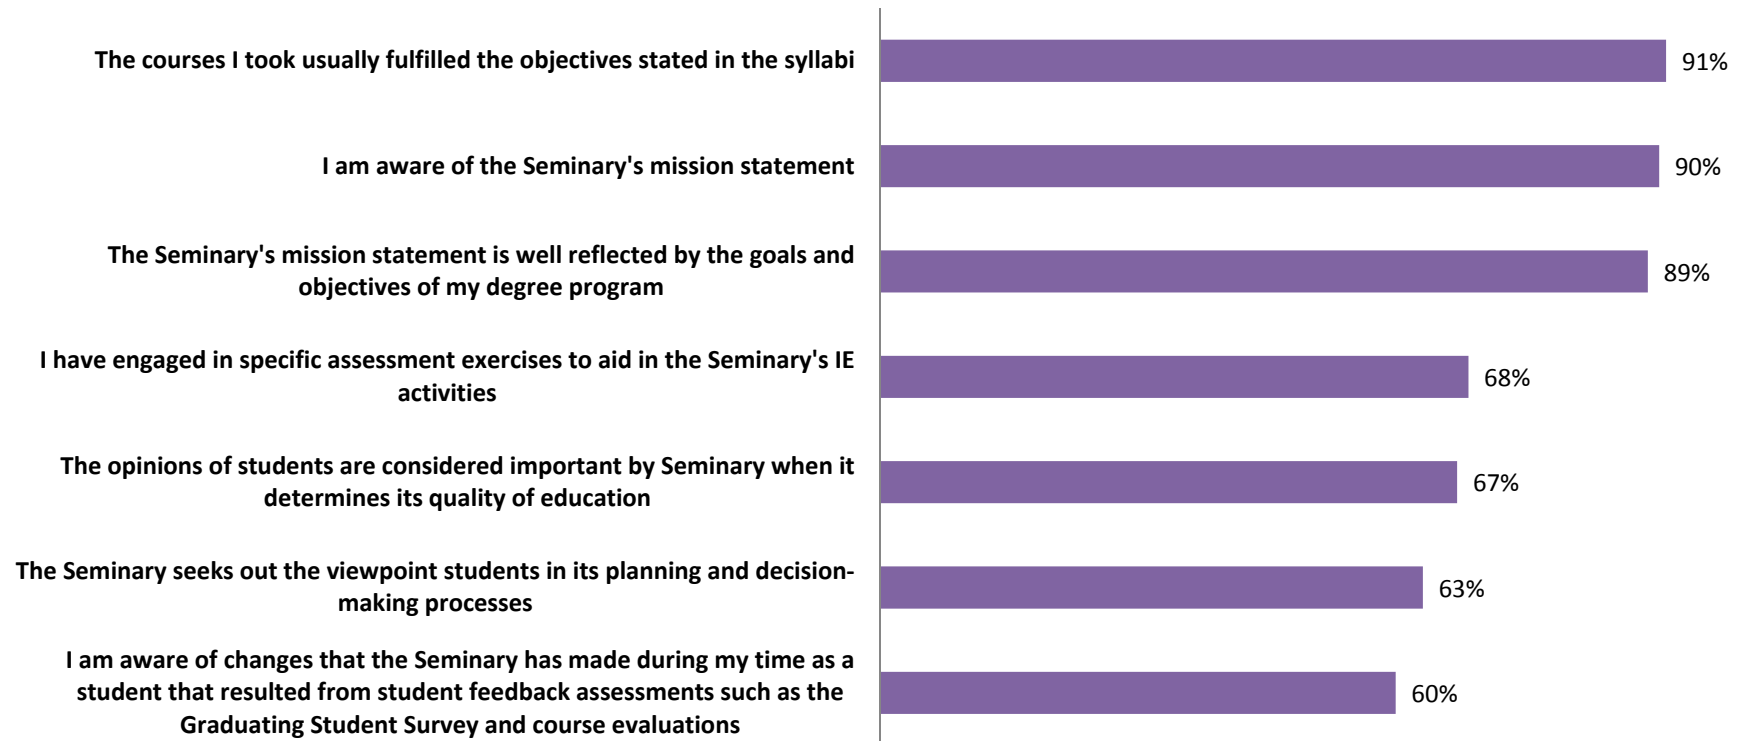 The courses I took usually fulfilled the objectives stated in the syllabi
91%
I am aware of the Seminary's mission statement
90%
The Seminary's mission statement is well reflected by the goals and
objectives of my degree program
89%
I have engaged in specific assessment exercises to aid in the Seminary's IE
activities
68%
The opinions of students are considered important by Seminary when it
determines its quality of education
67%
The Seminary seeks out the viewpoint students in its planning and decision-
making processes
63%
I am aware of changes that the Seminary has made during my time as a
student that resulted from student feedback assessments such as the
Graduating Student Survey and course evaluations
60%